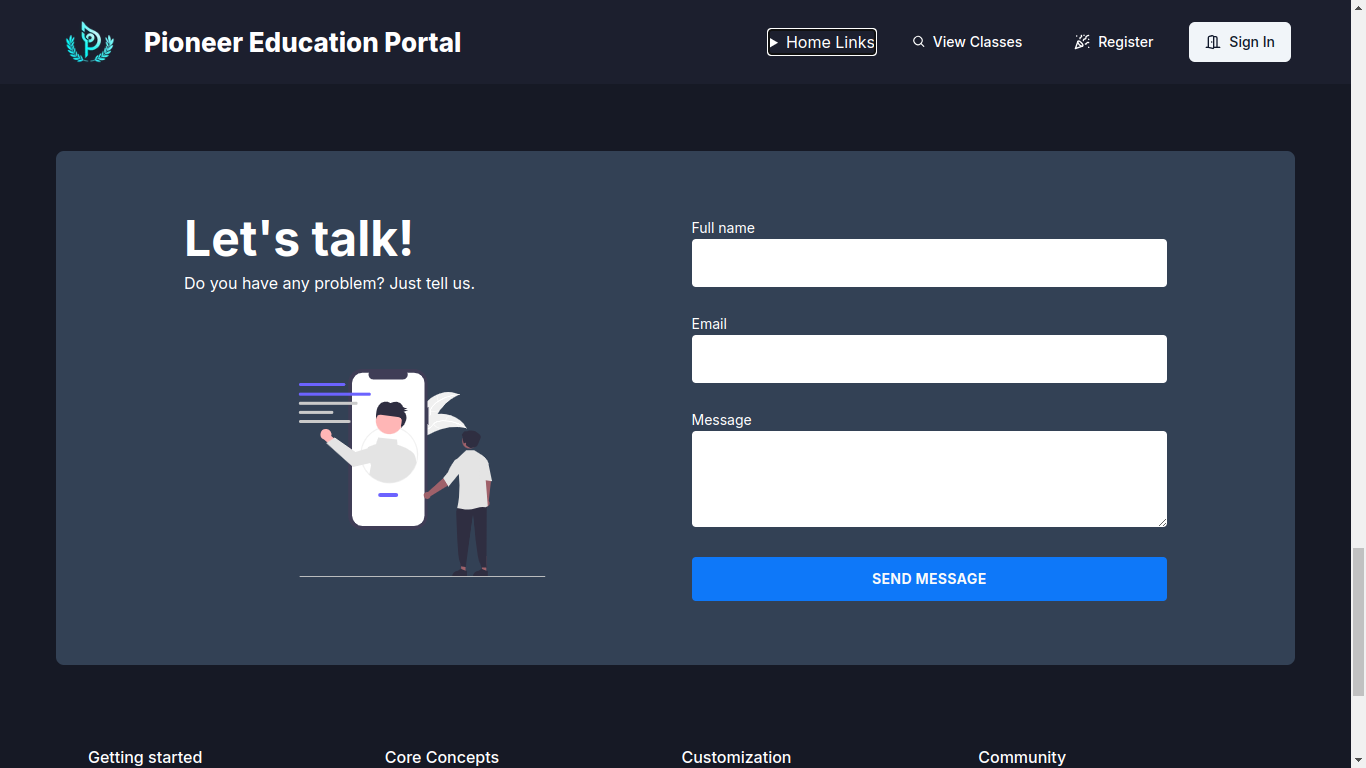 Pioneer Education Portal
Home Links
View Classes
Register
Sign In
Let's talk!
Do you have any problem? Just tell us.
Full name
Email
Message
SEND MESSAGE
Getting started
Core Concepts
Customization
Community